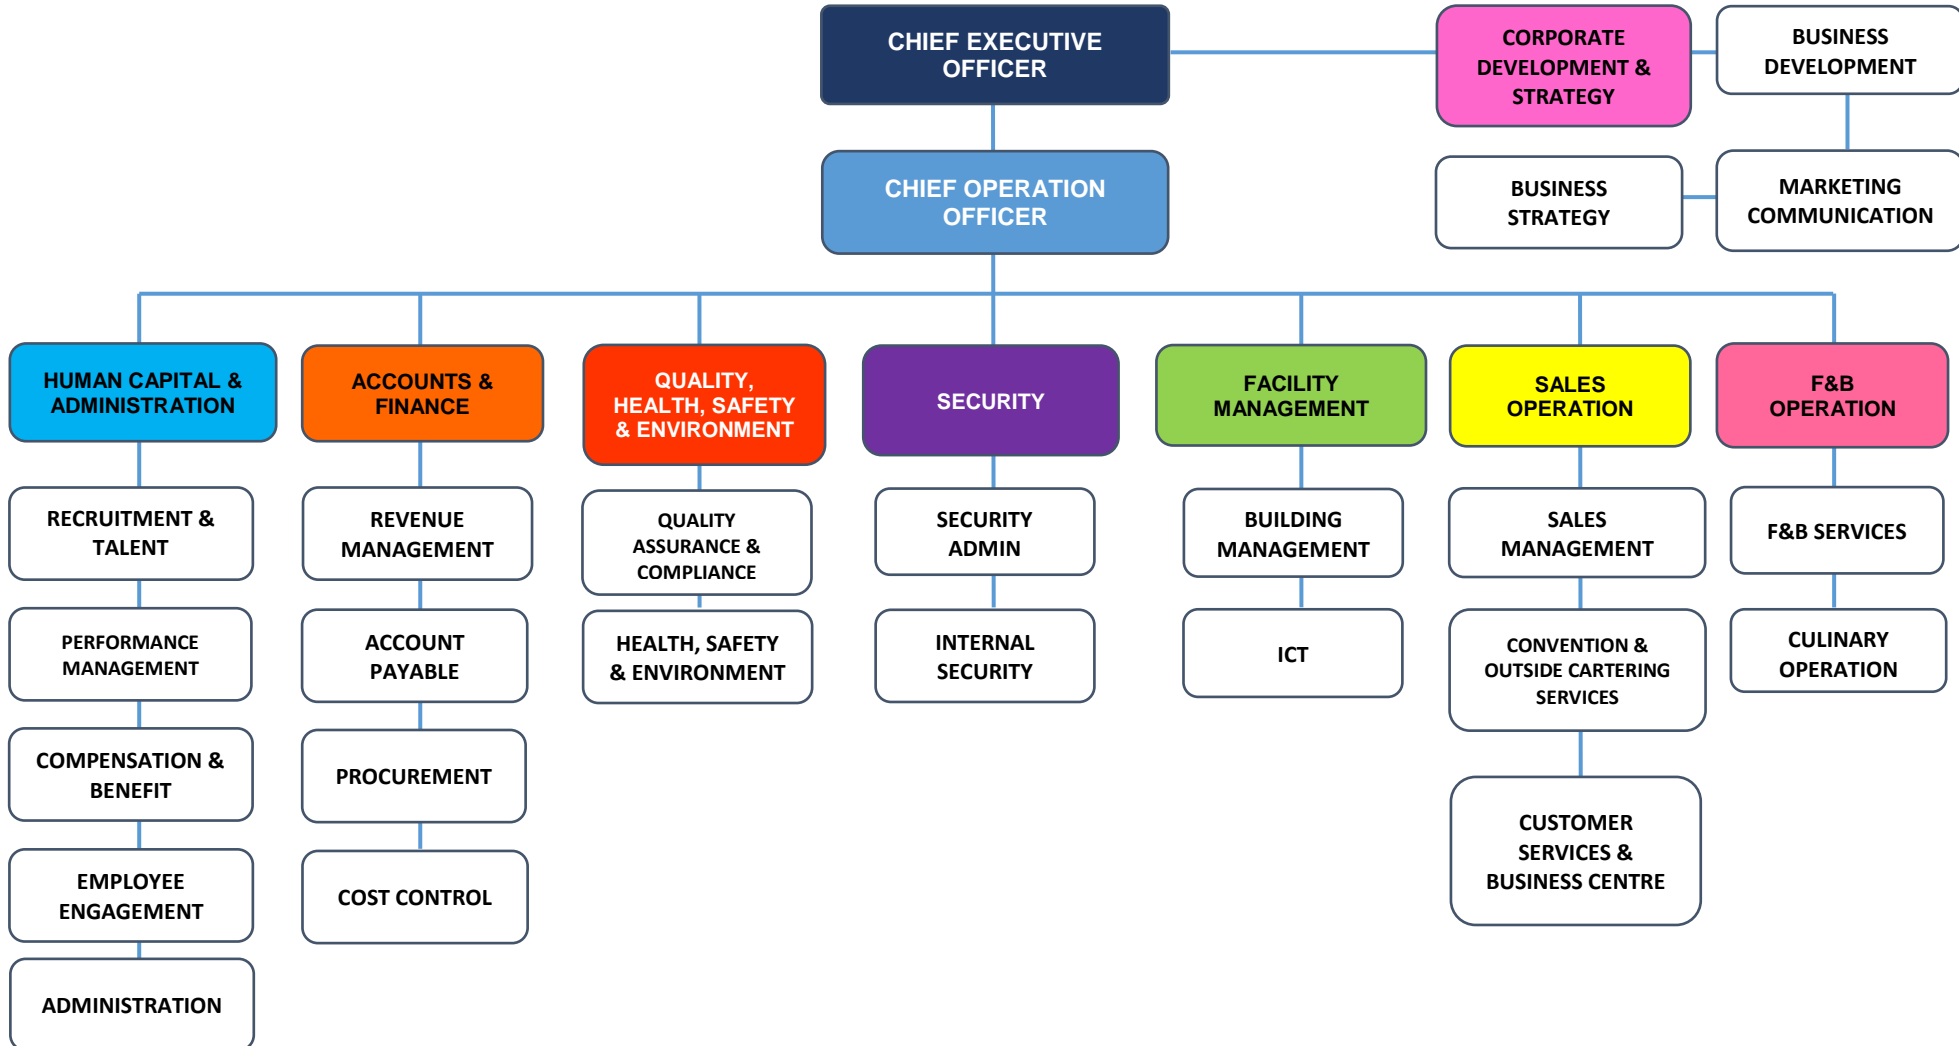 CHIEF EXECUTIVE
OFFICER
CORPORATE
DEVELOPMENT &
STRATEGY
BUSINESS
DEVELOPMENT
CHIEF OPERATION
OFFICER
BUSINESS
STRATEGY
MARKETING
COMMUNICATION
HUMAN CAPITAL &
ADMINISTRATION
ACCOUNTS &
FINANCE
QUALITY,
HEALTH, SAFETY
& ENVIRONMENT
SECURITY
FACILITY
MANAGEMENT
SALES
OPERATION
F&B
OPERATION
RECRUITMENT &
TALENT
REVENUE
MANAGEMENT
QUALITY
ASSURANCE &
COMPLIANCE
SECURITY
ADMIN
BUILDING
MANAGEMENT
SALES
MANAGEMENT
F&B SERVICES
PERFORMANCE
MANAGEMENT
ACCOUNT
PAYABLE
HEALTH, SAFETY
& ENVIRONMENT
INTERNAL
SECURITY
ICT
CONVENTION &
OUTSIDE CARTERING
SERVICES
CULINARY
OPERATION
COMPENSATION &
BENEFIT
PROCUREMENT
CUSTOMER
SERVICES &
BUSINESS CENTRE
EMPLOYEE
ENGAGEMENT
COST CONTROL
ADMINISTRATION